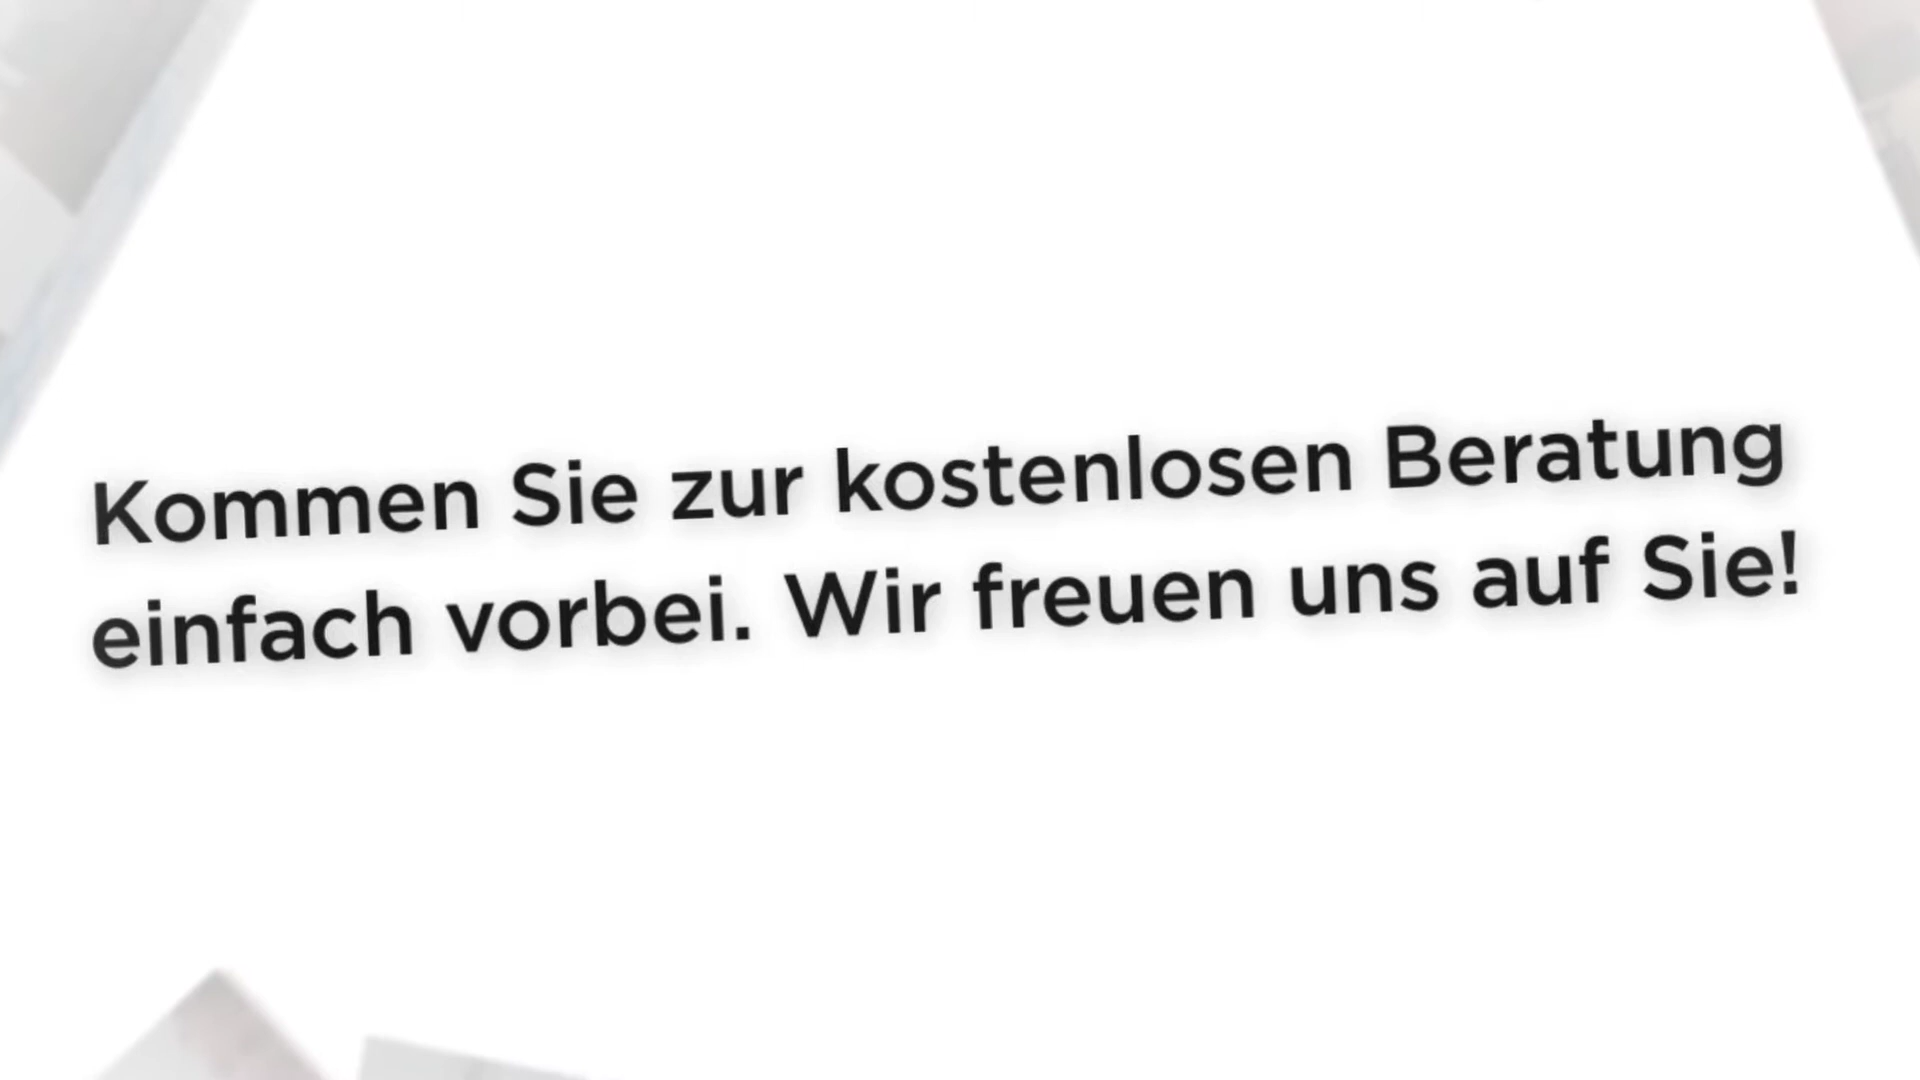 Kommen Sie zur kostenlosen Beratung
einfach vorbei. Wir freuen uns auf Sie!